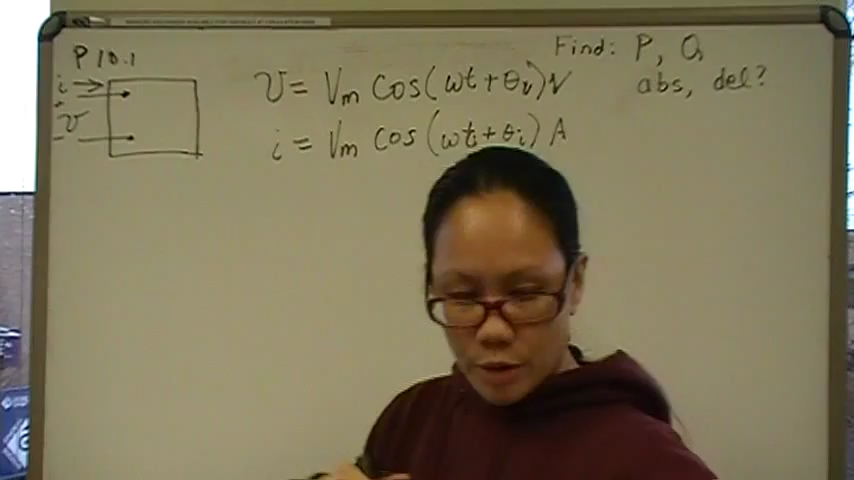 P 10.1
Find: P, Q,
abs, del?
i
+
v
-
v = Vm Cos(ωt + θv) V
i = Vm Cos (ωt + θi) A